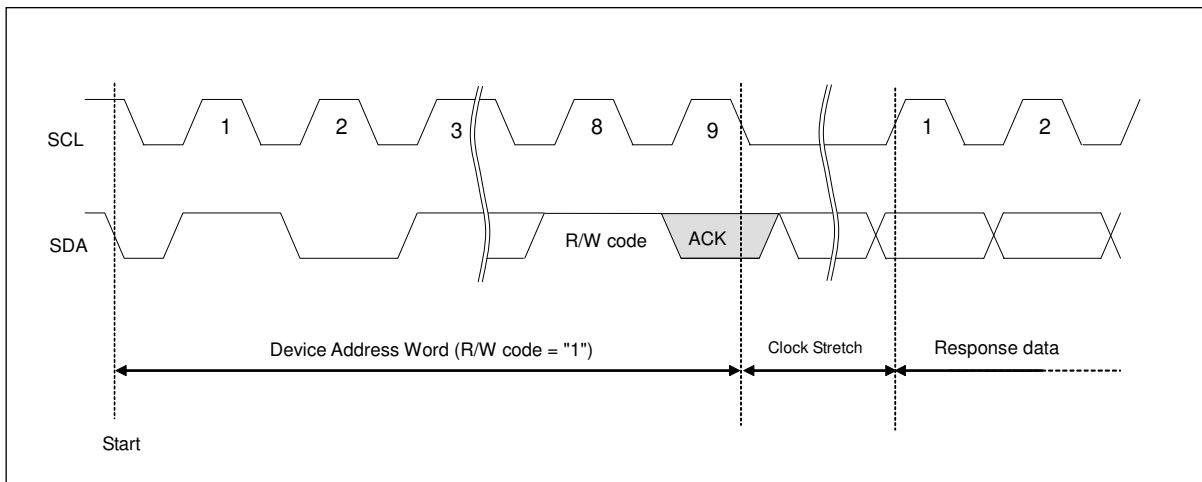 SCL 1 2 3 8 9 1 2
SDA R/W code ACK
Device Address Word (R/W code = "1") Clock Stretch Response data
Start